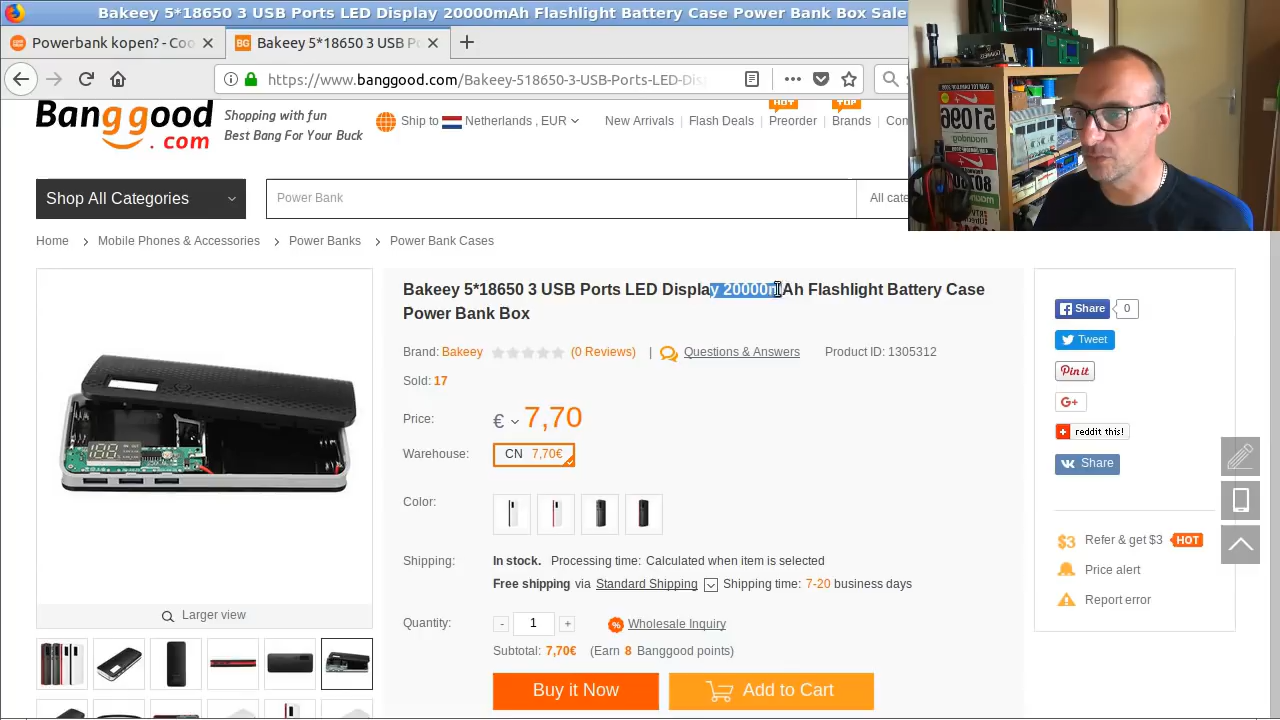 Bakeey 5*18650 3 USB Ports LED Display 20000mAh Flashlight Battery Case Power Bank Box Sale
Powerbank kopen? - Coo
BG Bakeey 5*18650 3 USB Po
https://www.banggood.com/Bakeey-518650-3-USB-Ports-LED-Dis
Banggood
.com
Shopping with fun
Best Bang For Your Buck
Ship to Netherlands , EUR
New Arrivals
Flash Deals
HOT
Preorder
TOP
Brands
Com
Shop All Categories
Power Bank
All cate
Home
Mobile Phones & Accessories
Power Banks
Power Bank Cases
Bakeey 5*18650 3 USB Ports LED Display 20000mAh Flashlight Battery Case
Power Bank Box
Brand: Bakeey (0 Reviews) | Questions & Answers Product ID: 1305312
Sold: 17
Price: € 7,70
Warehouse: CN 7,70€
Color:
Shipping: In stock. Processing time: Calculated when item is selected
Free shipping via Standard Shipping Shipping time: 7-20 business days
Quantity: - 1 + Wholesale Inquiry
Subtotal: 7,70€ (Earn 8 Banggood points)
Buy it Now
Add to Cart
Larger view
Share 0
Tweet
Pin it
G+
reddit this!
Share
$3 Refer & get $3 HOT
Price alert
Report error
51096